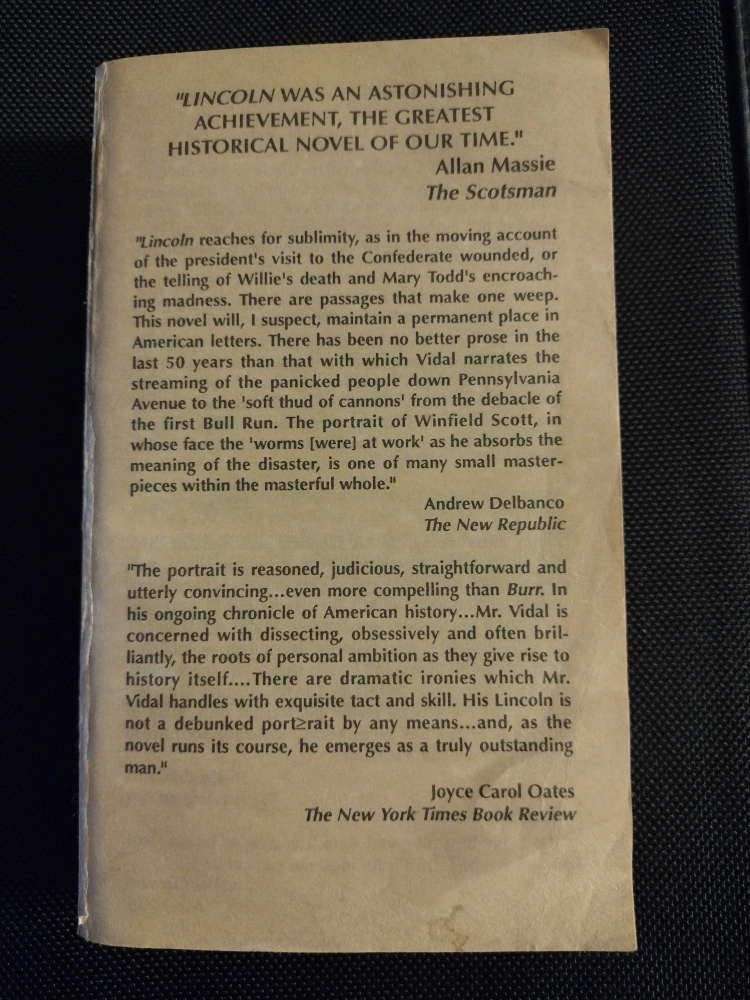 "LINCOLN WAS AN ASTONISHING
ACHIEVEMENT, THE GREATEST
HISTORICAL NOVEL OF OUR TIME."
Allan Massie
The Scotsman
"Lincoln reaches for sublimity, as in the moving account
of the president's visit to the Confederate wounded, or
the telling of Willie's death and Mary Todd's encroach-
ing madness. There are passages that make one weep.
This novel will, I suspect, maintain a permanent place in
American letters. There has been no better prose in the
last 50 years than that with which Vidal narrates the
streaming of the panicked people down Pennsylvania
Avenue to the 'soft thud of cannons' from the debacle of
the first Bull Run. The portrait of Winfield Scott, in
whose face the 'worms [were] at work' as he absorbs the
meaning of the disaster, is one of many small master-
pieces within the masterful whole."
Andrew Delbanco
The New Republic
"The portrait is reasoned, judicious, straightforward and
utterly convincing...even more compelling than Burr. In
his ongoing chronicle of American history...Mr. Vidal is
concerned with dissecting, obsessively and often bril-
liantly, the roots of personal ambition as they give rise to
history itself....There are dramatic ironies which Mr.
Vidal handles with exquisite tact and skill. His Lincoln is
not a debunked port≥rait by any means...and, as the
novel runs its course, he emerges as a truly outstanding
man."
Joyce Carol Oates
The New York Times Book Review